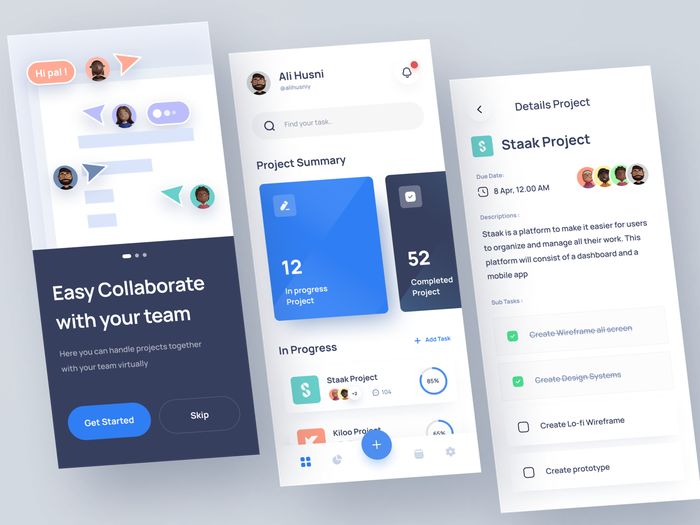 Hi pal !
Easy Collaborate
with your team
Here you can handle projects together
with your team virtually
Get Started
Skip
Ali Husni
@alihusniy
Find your task..
Project Summary
12
In progress
Project
52
Completed
Project
In Progress
+ Add Task
Staak Project
+2
104
85%
Kiloo Project
65%
Details Project
S
Staak Project
Due Date:
8 Apr, 12.00 AM
Descriptions :
Staak is a platform to make it easier for users
to organize and manage all their work. This
platform will consist of a dashboard and a
mobile app
Sub Tasks :
Create Wireframe all screen
Create Design Systems
Create Lo-fi Wireframe
Create prototype